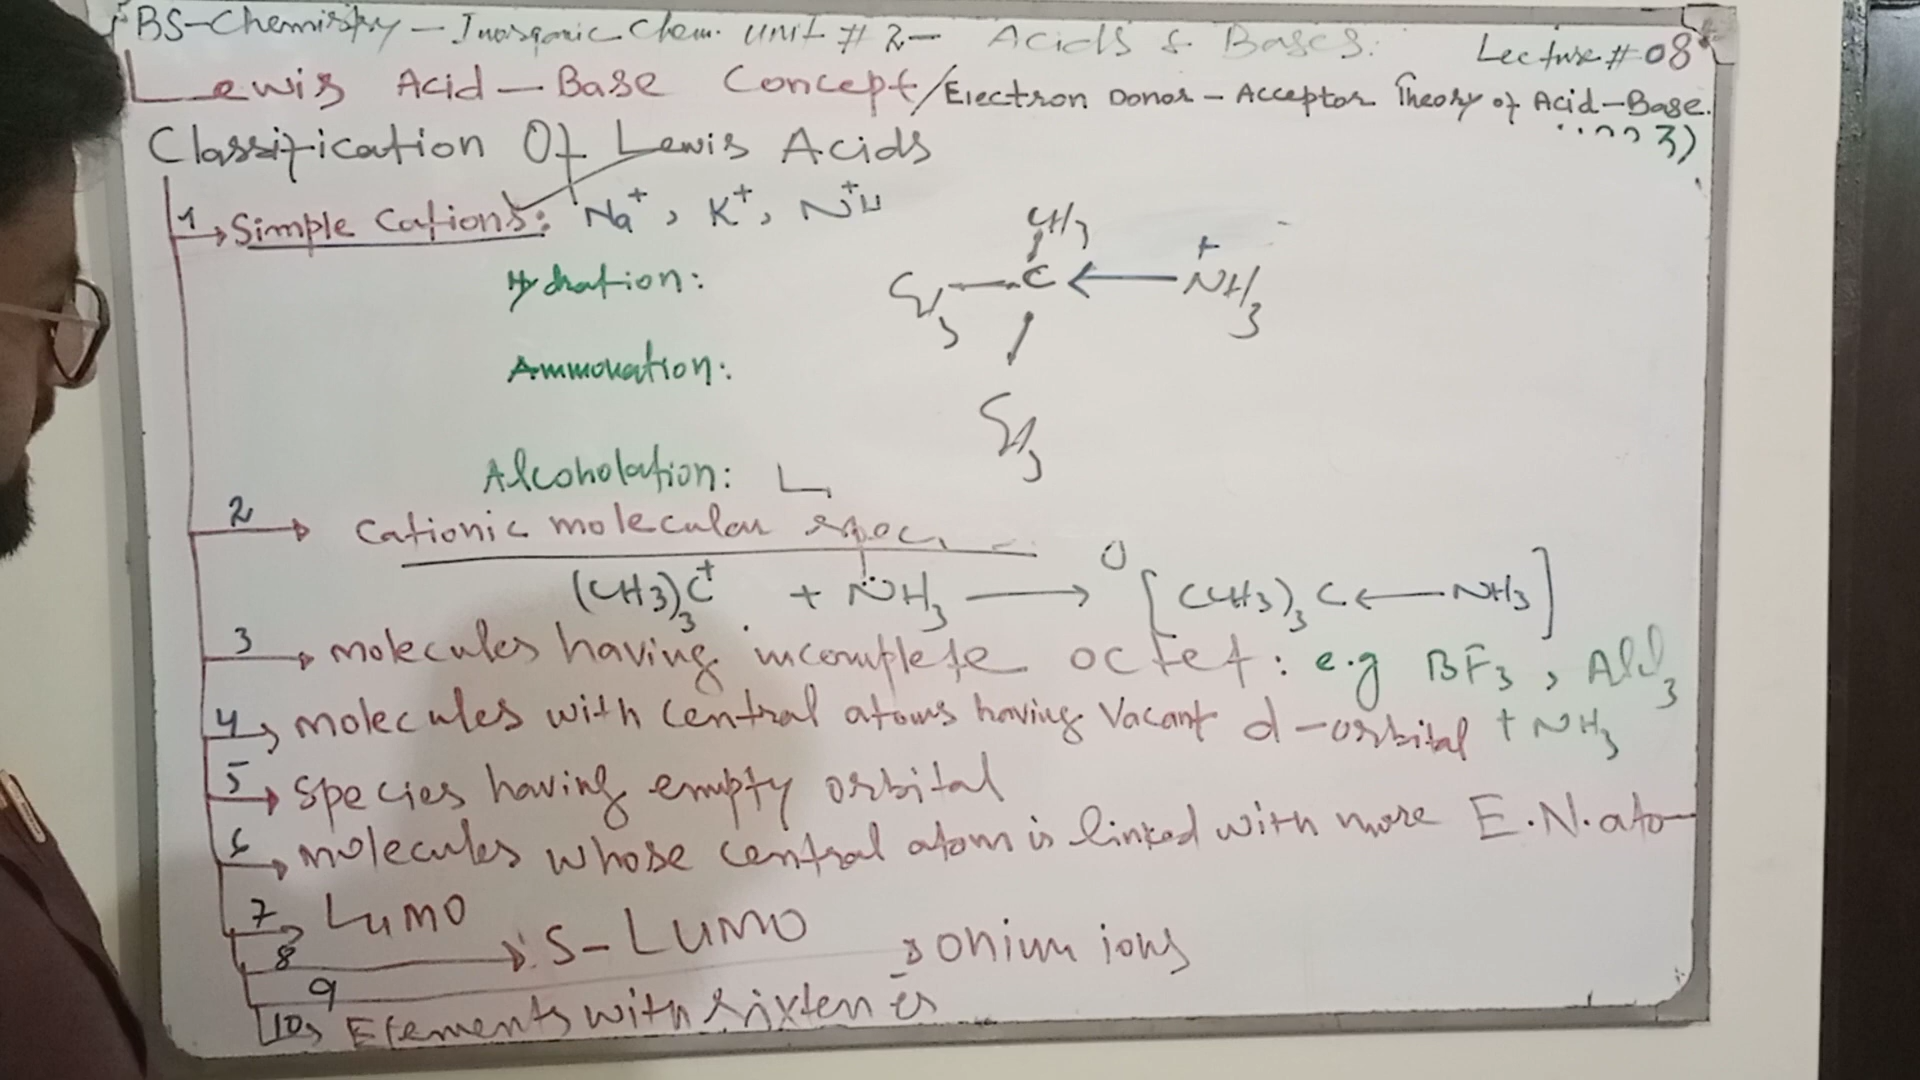 BS-Chemistry — Inorganic Chem. unit # 2 — Acids & Bases. Lecture # 08
Lewis Acid — Base Concept/Electron Donor - Acceptor Theory of Acid-Base.
3)
Classification Of Lewis Acids
1 → Simple Cations: Na⁺, K⁺,
CH3
CH3 — C ← NH3
+
CH3
Hydration:
Ammonation:
Alcoholation:
2 → Cationic molecular
(CH3)3C⁺ + N̈H3 → [(CH3)3C ← NH3]
3 → molecules having incomplete octet: e.g BF3, AlCl3
4 → molecules with central atoms having Vacant d-orbital + NH3
5 → Species having empty orbital
6 → molecules whose central atom is linked with more E.N. ato
7 → LUMO
8 → S-LUMO
9 → onium ions
10 → Elements with sixten es